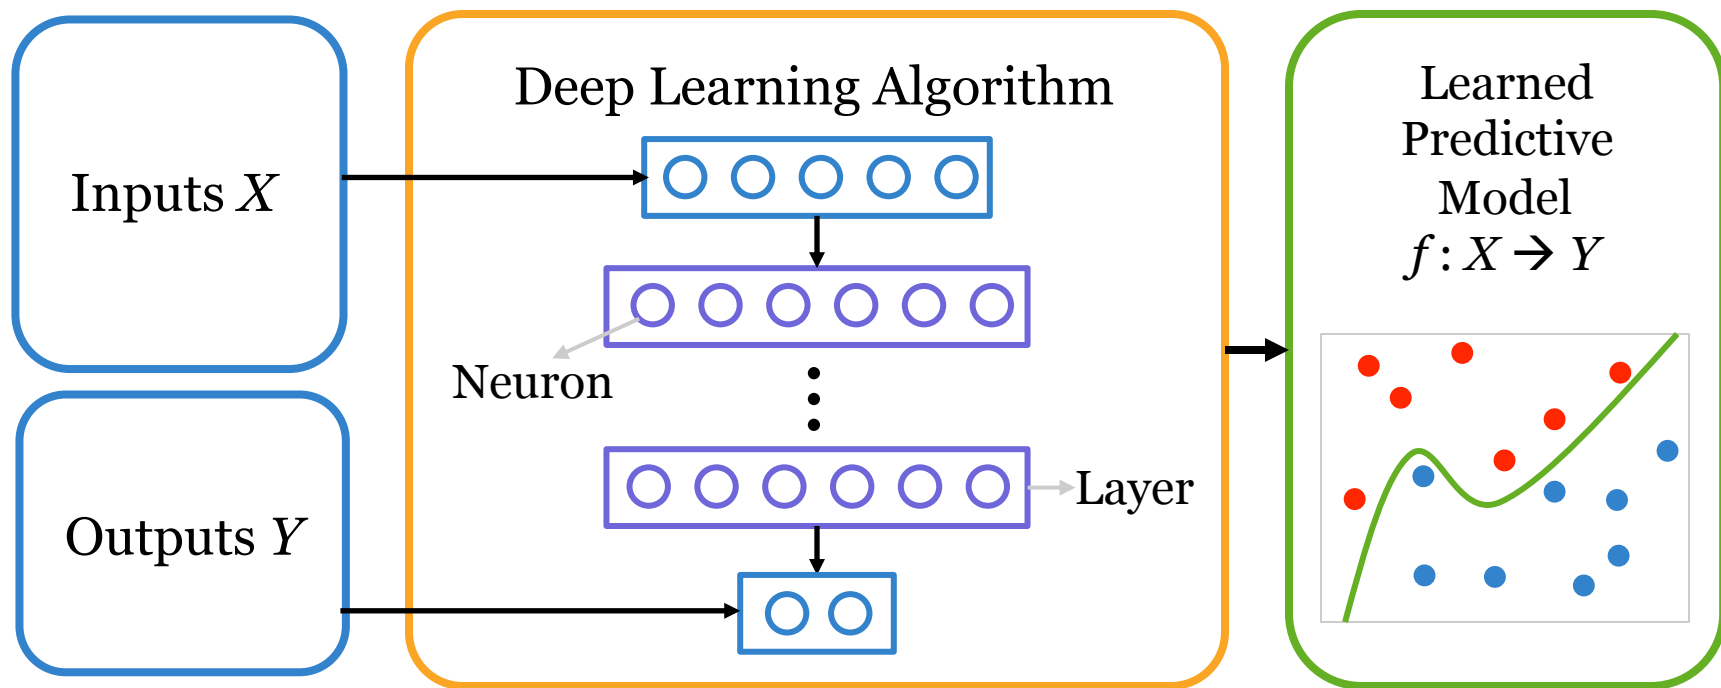 Inputs X
Outputs Y
Deep Learning Algorithm
Neuron
Layer
Learned
Predictive
Model
f : X → Y